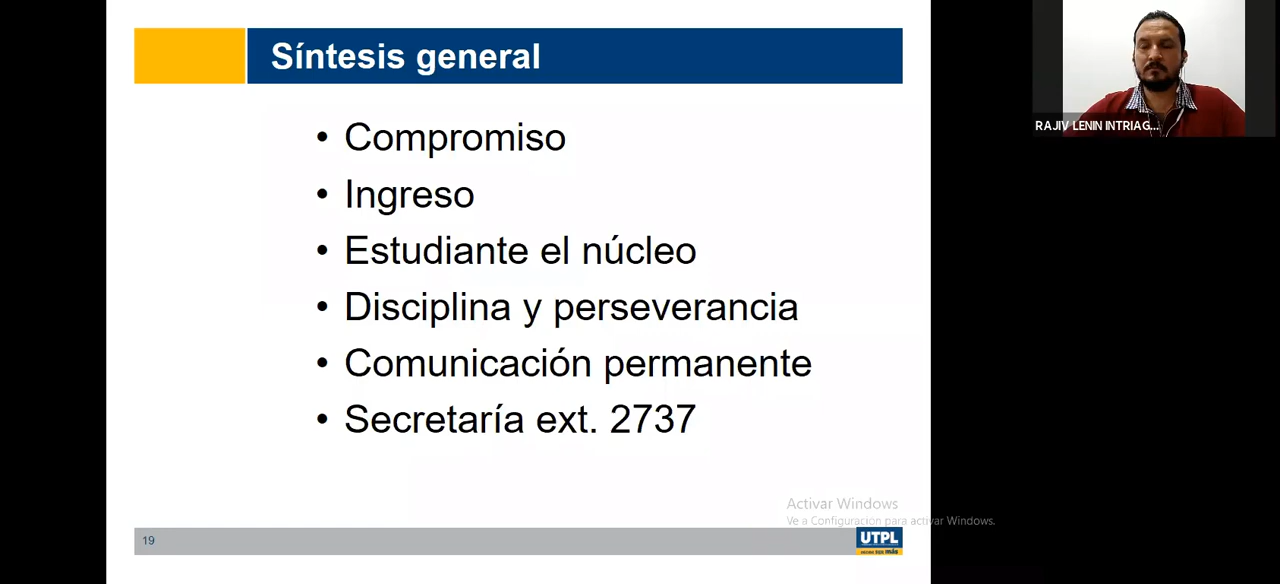 Síntesis general
• Compromiso
• Ingreso
• Estudiante el núcleo
• Disciplina y perseverancia
• Comunicación permanente
• Secretaría ext. 2737
RAJIV LENIN INTRIAG...
Activar Windows
Ve a Configuración para activar Windows.
19
UTPL